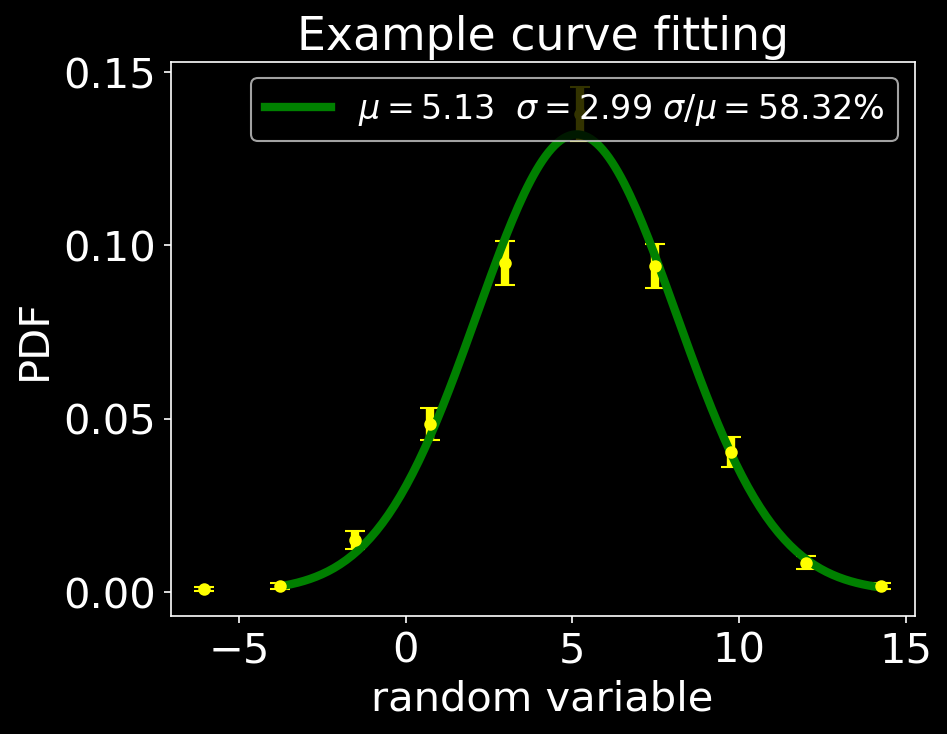 Example curve fitting
μ = 5.13 σ = 2.99 σ/μ = 58.32%
0.15
0.10
0.05
0.00
PDF
−5 0 5 10 15
random variable